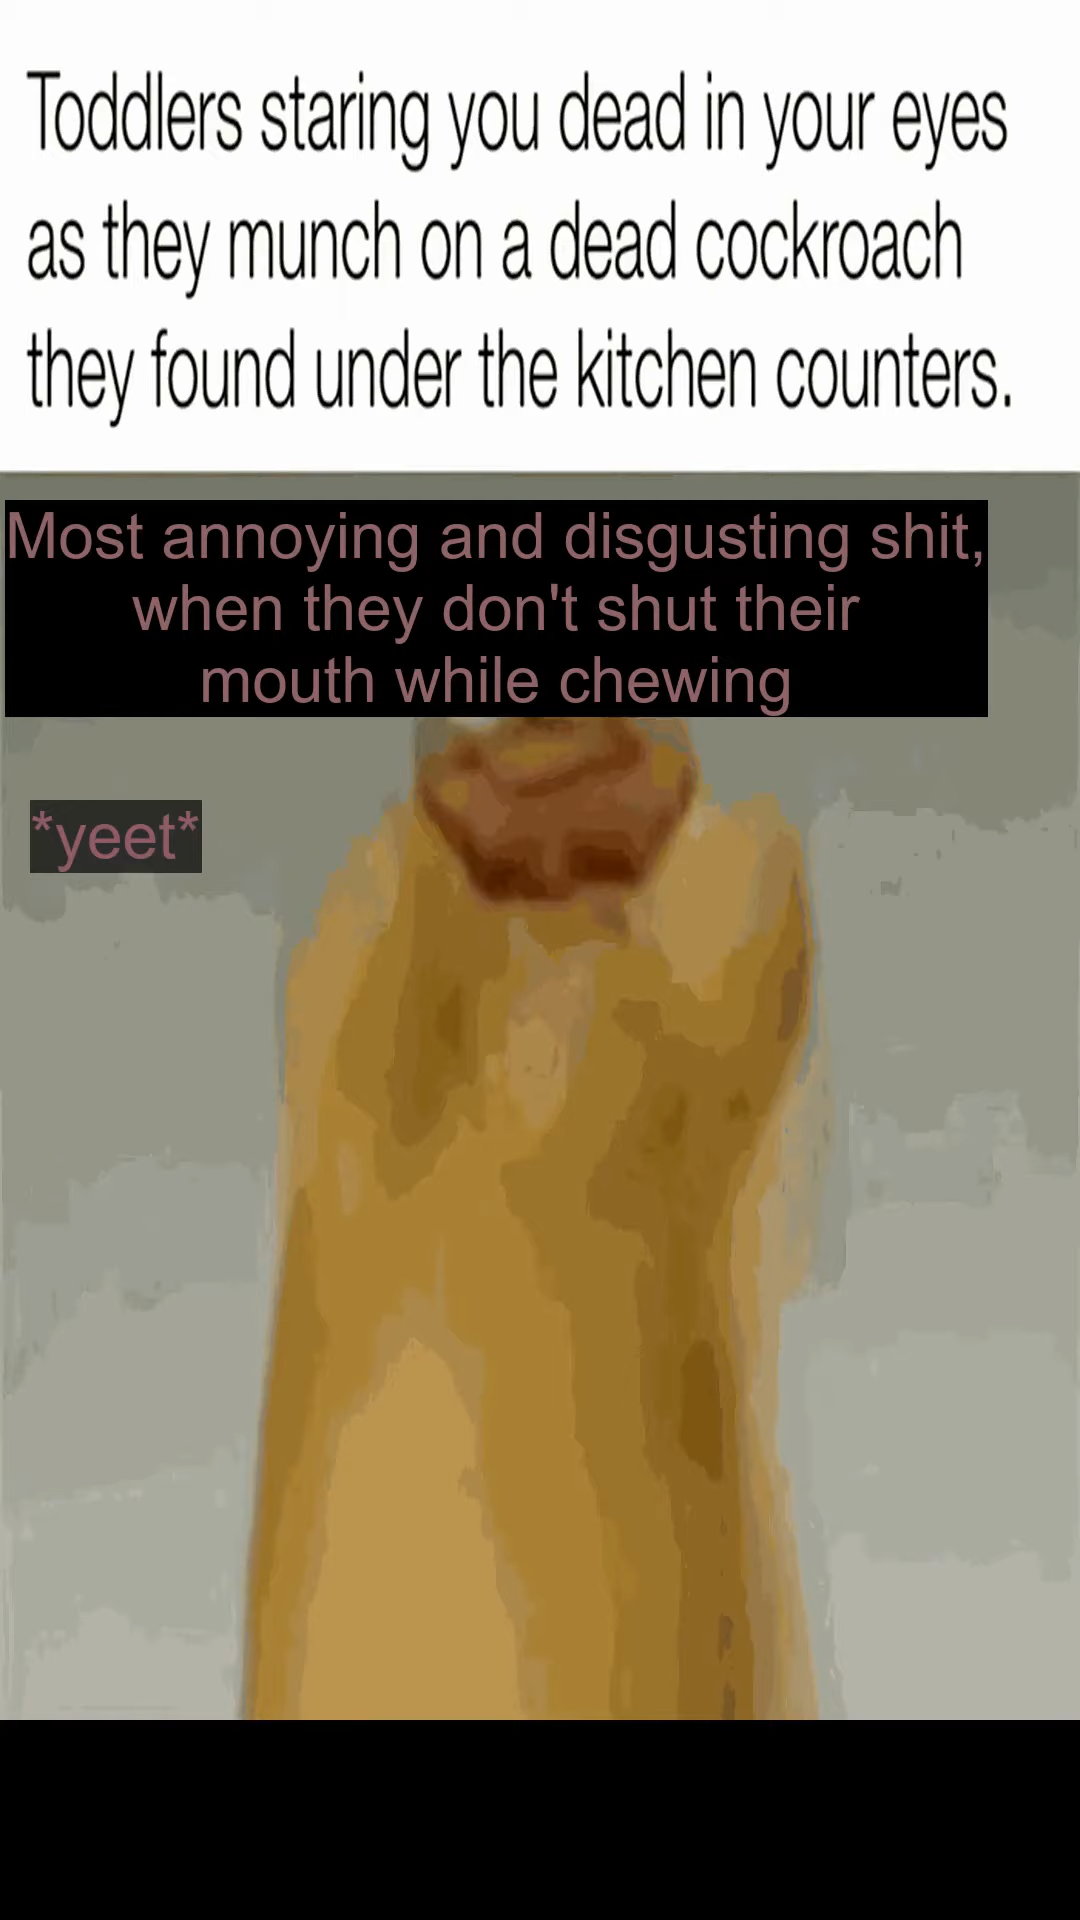 Toddlers staring you dead in your eyes
as they munch on a dead cockroach
they found under the kitchen counters.
Most annoying and disgusting shit,
when they don't shut their
mouth while chewing
*yeet*